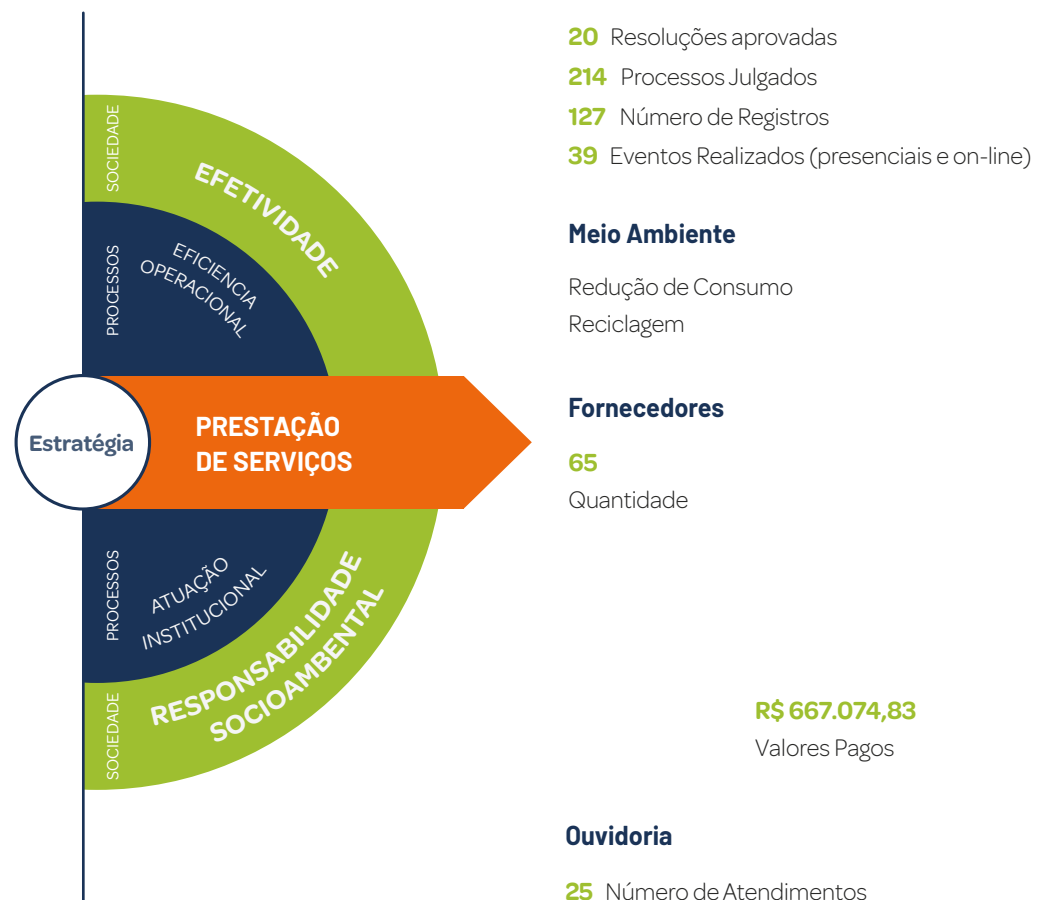 SOCIEDADE
EFETIVIDADE
PROCESSOS
EFICIENCIA
OPERACIONAL
Estratégia
PRESTAÇÃO
DE SERVIÇOS
PROCESSOS
ATUAÇÃO
INSTITUCIONAL
SOCIEDADE
RESPONSABILIDADE
SOCIOAMBENTAL
20 Resoluções aprovadas
214 Processos Julgados
127 Número de Registros
39 Eventos Realizados (presenciais e on-line)
Meio Ambiente
Redução de Consumo
Reciclagem
Fornecedores
65
Quantidade
R$ 667.074,83
Valores Pagos
Ouvidoria
25 Número de Atendimentos